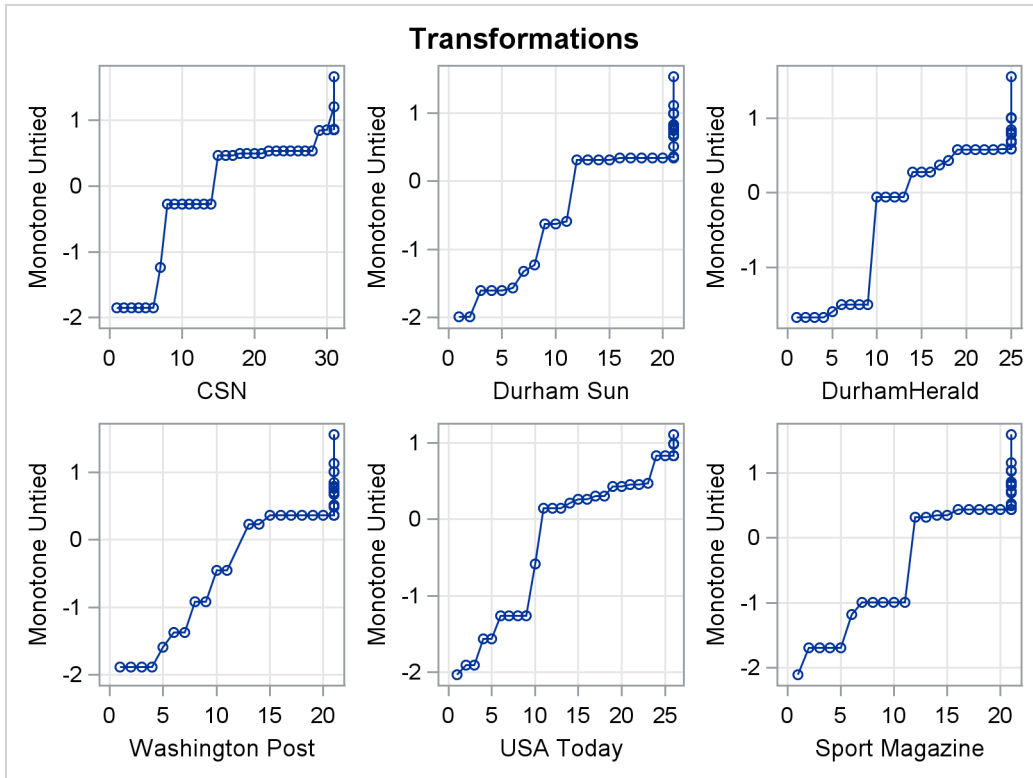 Transformations
Monotone Untied
1
0
-1
-2
0 10 20 30
CSN
Monotone Untied
1
0
-1
-2
0 5 10 15 20
Durham Sun
Monotone Untied
1
0
-1
0 5 10 15 20 25
DurhamHerald
Monotone Untied
1
0
-1
-2
0 5 10 15 20
Washington Post
Monotone Untied
1
0
-1
-2
0 5 10 15 20 25
USA Today
Monotone Untied
1
0
-1
-2
0 5 10 15 20
Sport Magazine